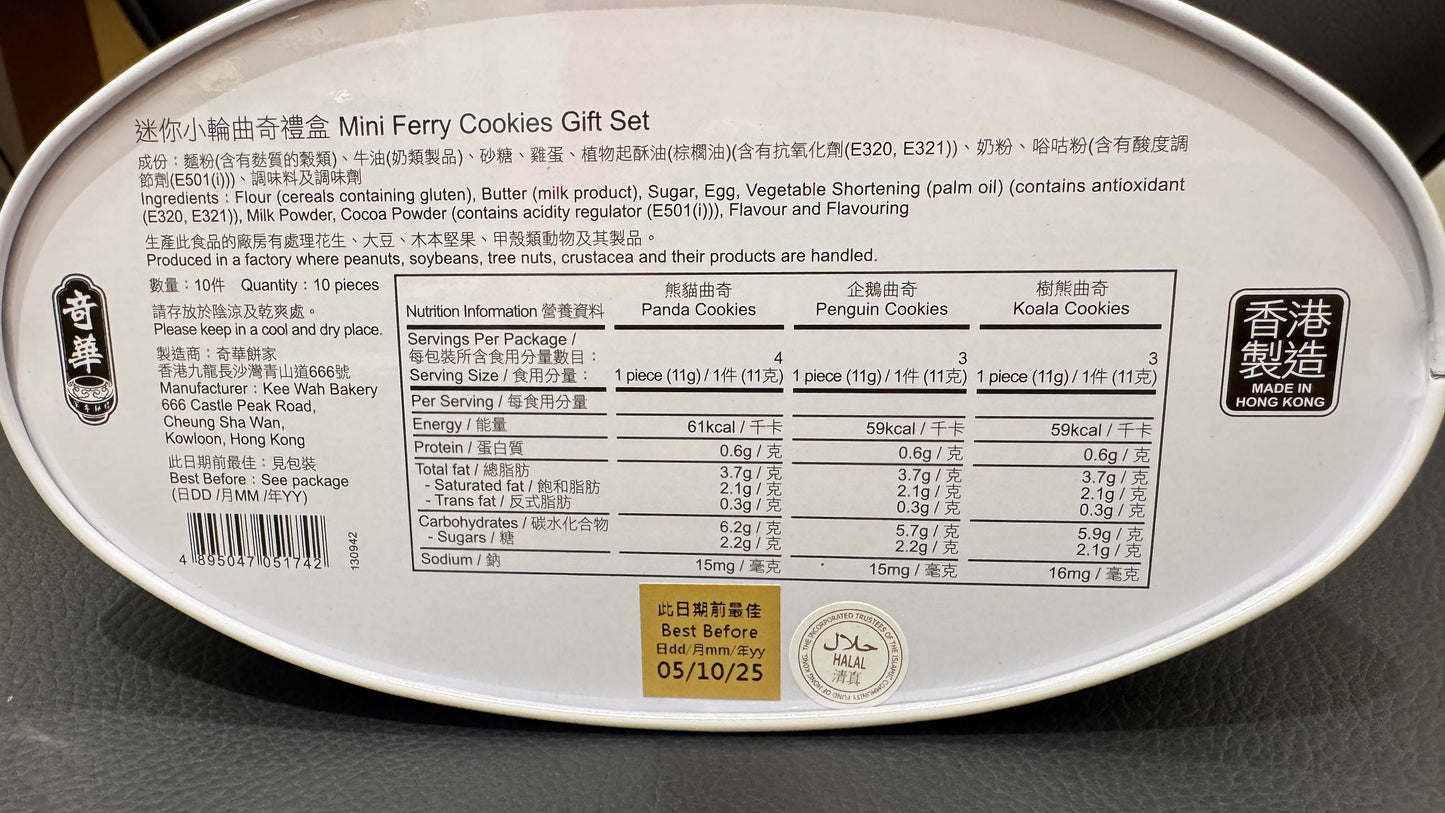 迷你小輪曲奇禮盒 Mini Ferry Cookies Gift Set
成份：麵粉(含有麩質的穀類)、牛油(奶類製品)、砂糖、雞蛋、植物起酥油(棕櫚油)(含有抗氧化劑(E320, E321))、奶粉、唂咕粉(含有酸度調
節劑(E501(i)))、調味料及調味劑
Ingredients : Flour (cereals containing gluten), Butter (milk product), Sugar, Egg, Vegetable Shortening (palm oil) (contains antioxidant
(E320, E321)), Milk Powder, Cocoa Powder (contains acidity regulator (E501(i))), Flavour and Flavouring
生產此食品的廠房有處理花生、大豆、木本堅果、甲殼類動物及其製品。
Produced in a factory where peanuts, soybeans, tree nuts, crustacea and their products are handled.
奇華
數量：10件 Quantity : 10 pieces
請存放於陰涼及乾爽處。
Please keep in a cool and dry place.
製造商：奇華餅家
香港九龍長沙灣青山道666號
Manufacturer : Kee Wah Bakery
666 Castle Peak Road,
Cheung Sha Wan,
Kowloon, Hong Kong
此日期前最佳：見包裝
Best Before : See package
(日DD /月MM /年YY)
4 895047 051742
130942
熊貓曲奇 企鵝曲奇 樹熊曲奇
Nutrition Information 營養資料 Panda Cookies Penguin Cookies Koala Cookies
Servings Per Package /
每包裝所含食用分量數目： 4 3 3
Serving Size / 食用分量： 1 piece (11g) / 1件 (11克) 1 piece (11g) / 1件 (11克) 1 piece (11g) / 1件 (11克)
Per Serving / 每食用分量
Energy / 能量 61kcal / 千卡 59kcal / 千卡 59kcal / 千卡
Protein / 蛋白質 0.6g / 克 0.6g / 克 0.6g / 克
Total fat / 總脂肪 3.7g / 克 3.7g / 克 3.7g / 克
- Saturated fat / 飽和脂肪 2.1g / 克 2.1g / 克 2.1g / 克
- Trans fat / 反式脂肪 0.3g / 克 0.3g / 克 0.3g / 克
Carbohydrates / 碳水化合物 6.2g / 克 5.7g / 克 5.9g / 克
- Sugars / 糖 2.2g / 克 2.2g / 克 2.1g / 克
Sodium / 鈉 15mg / 毫克 15mg / 毫克 16mg / 毫克
香港
製造
MADE IN
HONG KONG
此日期前最佳
Best Before
日dd/月mm/年yy
05/10/25
THE INCORPORATED TRUSTEES OF THE ISLAMIC COMMUNITY FUND OF HONG KONG
حلال
HALAL
清真